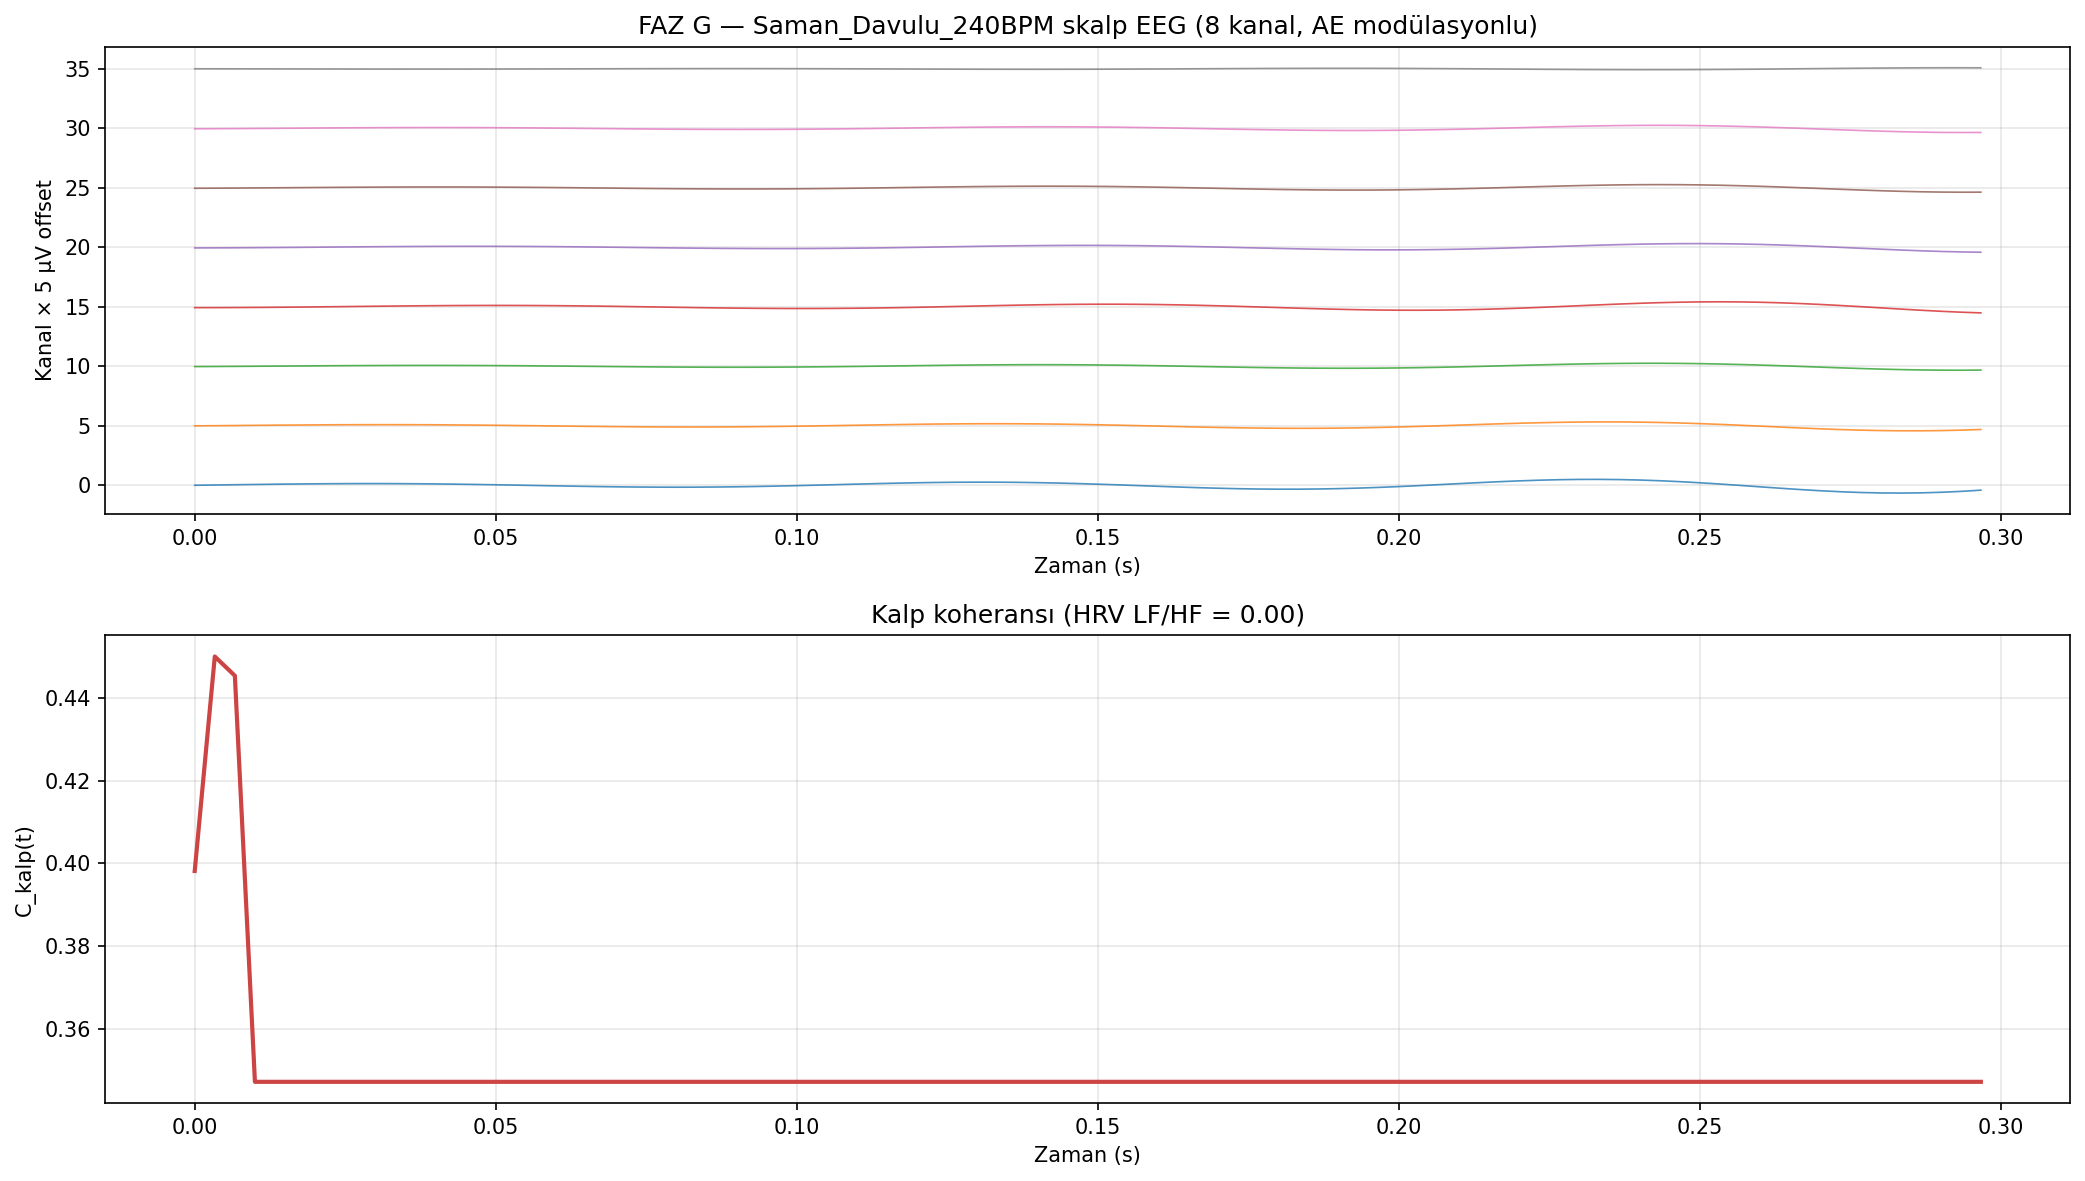 FAZ G — Saman_Davulu_240BPM skalp EEG (8 kanal, AE modülasyonlu)
Kanal × 5 µV offset
35
30
25
20
15
10
5
0
0.00 0.05 0.10 0.15 0.20 0.25 0.30
Zaman (s)
Kalp koheransı (HRV LF/HF = 0.00)
C_kalp(t)
0.44
0.42
0.40
0.38
0.36
0.00 0.05 0.10 0.15 0.20 0.25 0.30
Zaman (s)